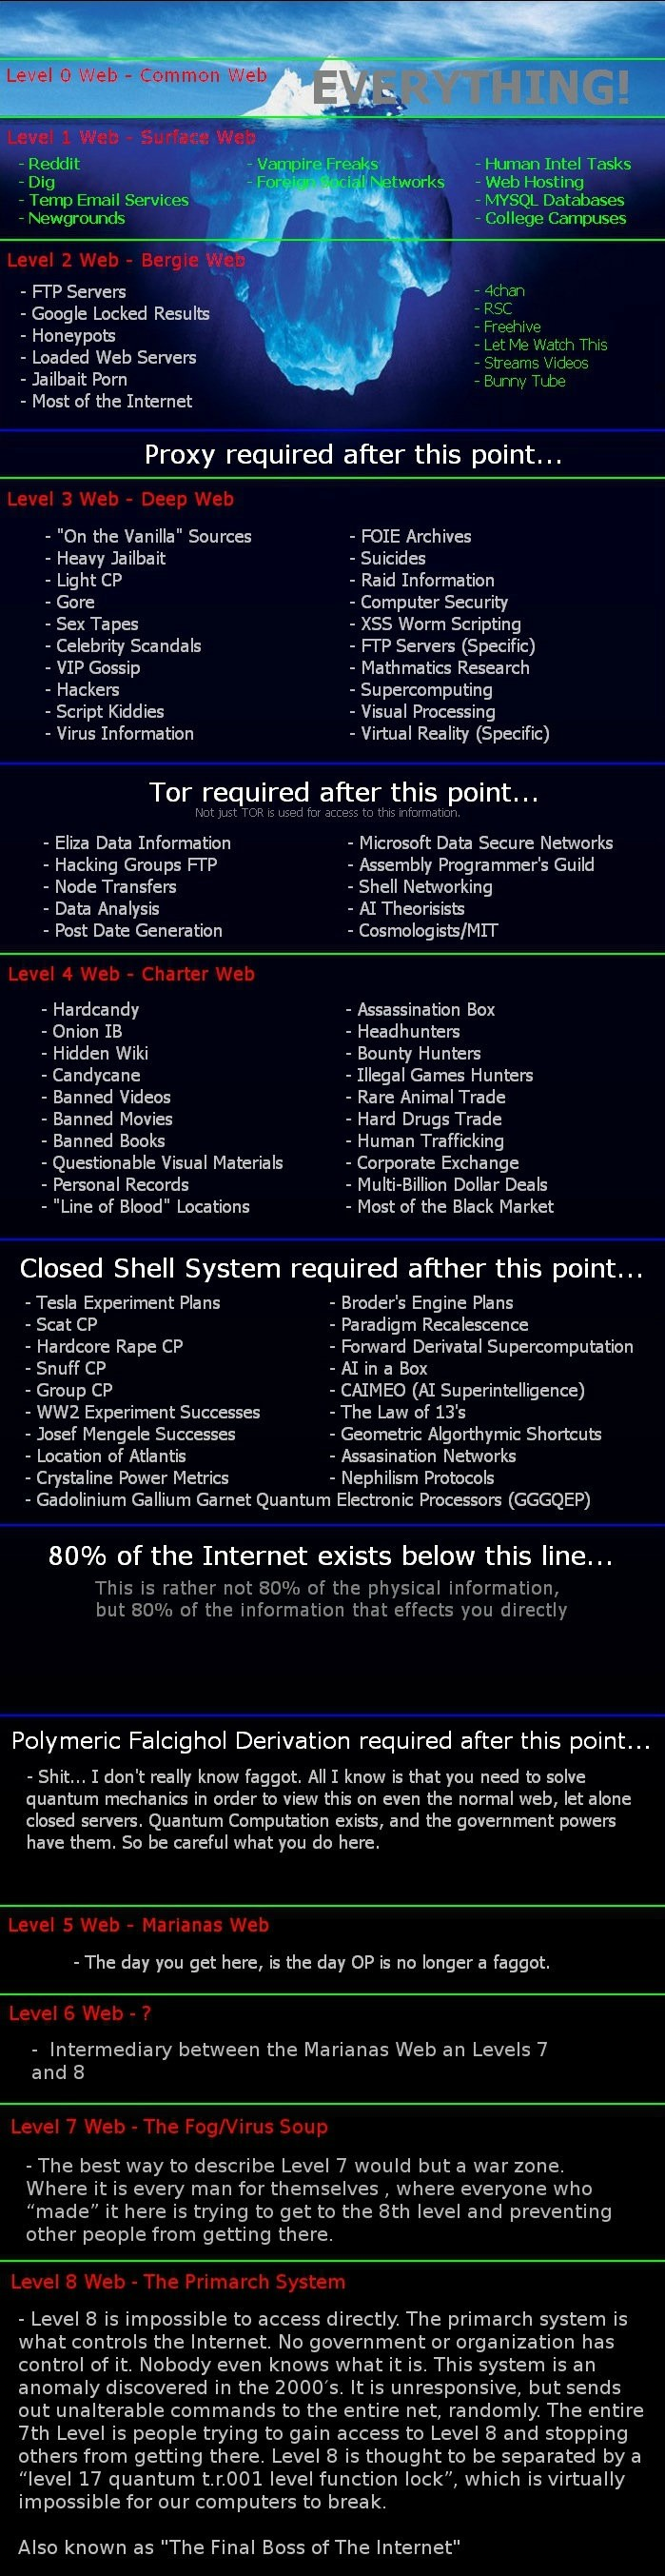 Level 0 Web - Common Web
EVERYTHING!
Level 1 Web - Surface Web
- Reddit
- Dig
- Temp Email Services
- Newgrounds
- Vampire Freaks
- Foreign Social Networks
- Human Intel Tasks
- Web Hosting
- MYSQL Databases
- College Campuses
Level 2 Web - Bergie Web
- FTP Servers
- Google Locked Results
- Honeypots
- Loaded Web Servers
- Jailbait Porn
- Most of the Internet
- 4chan
- RSC
- Freehive
- Let Me Watch This
- Streams Videos
- Bunny Tube
Proxy required after this point...
Level 3 Web - Deep Web
- "On the Vanilla" Sources
- Heavy Jailbait
- Light CP
- Gore
- Sex Tapes
- Celebrity Scandals
- VIP Gossip
- Hackers
- Script Kiddies
- Virus Information
- FOIE Archives
- Suicides
- Raid Information
- Computer Security
- XSS Worm Scripting
- FTP Servers (Specific)
- Mathmatics Research
- Supercomputing
- Visual Processing
- Virtual Reality (Specific)
Tor required after this point...
Not just TOR is used for access to this information.
- Eliza Data Information
- Hacking Groups FTP
- Node Transfers
- Data Analysis
- Post Date Generation
- Microsoft Data Secure Networks
- Assembly Programmer's Guild
- Shell Networking
- AI Theorisists
- Cosmologists/MIT
Level 4 Web - Charter Web
- Hardcandy
- Onion IB
- Hidden Wiki
- Candycane
- Banned Videos
- Banned Movies
- Banned Books
- Questionable Visual Materials
- Personal Records
- "Line of Blood" Locations
- Assassination Box
- Headhunters
- Bounty Hunters
- Illegal Games Hunters
- Rare Animal Trade
- Hard Drugs Trade
- Human Trafficking
- Corporate Exchange
- Multi-Billion Dollar Deals
- Most of the Black Market
Closed Shell System required afther this point...
- Tesla Experiment Plans
- Scat CP
- Hardcore Rape CP
- Snuff CP
- Group CP
- WW2 Experiment Successes
- Josef Mengele Successes
- Location of Atlantis
- Crystaline Power Metrics
- Broder's Engine Plans
- Paradigm Recalescence
- Forward Derivatal Supercomputation
- AI in a Box
- CAIMEO (AI Superintelligence)
- The Law of 13's
- Geometric Algorthymic Shortcuts
- Assasination Networks
- Nephilism Protocols
- Gadolinium Gallium Garnet Quantum Electronic Processors (GGGQEP)
80% of the Internet exists below this line...
This is rather not 80% of the physical information,
but 80% of the information that effects you directly
Polymeric Falcighol Derivation required after this point...
- Shit... I don't really know faggot. All I know is that you need to solve
quantum mechanics in order to view this on even the normal web, let alone
closed servers. Quantum Computation exists, and the government powers
have them. So be careful what you do here.
Level 5 Web - Marianas Web
- The day you get here, is the day OP is no longer a faggot.
Level 6 Web - ?
- Intermediary between the Marianas Web an Levels 7
and 8
Level 7 Web - The Fog/Virus Soup
- The best way to describe Level 7 would but a war zone.
Where it is every man for themselves , where everyone who
“made” it here is trying to get to the 8th level and preventing
other people from getting there.
Level 8 Web - The Primarch System
- Level 8 is impossible to access directly. The primarch system is
what controls the Internet. No government or organization has
control of it. Nobody even knows what it is. This system is an
anomaly discovered in the 2000′s. It is unresponsive, but sends
out unalterable commands to the entire net, randomly. The entire
7th Level is people trying to gain access to Level 8 and stopping
others from getting there. Level 8 is thought to be separated by a
“level 17 quantum t.r.001 level function lock”, which is virtually
impossible for our computers to break.
Also known as "The Final Boss of The Internet"